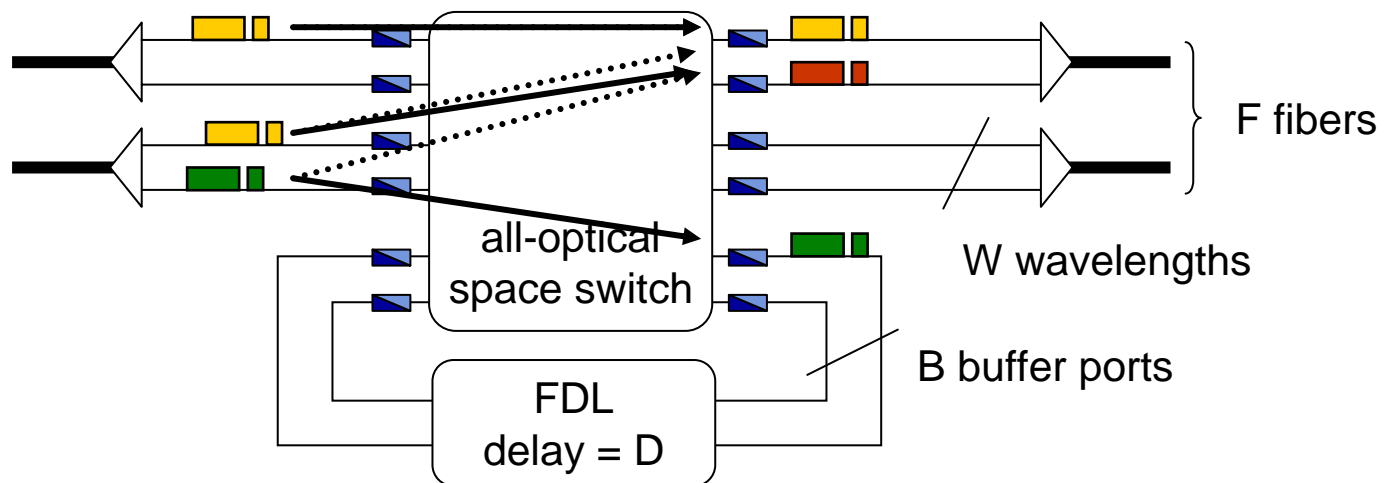 F fibers
all-optical
space switch
W wavelengths
B buffer ports
FDL
delay = D